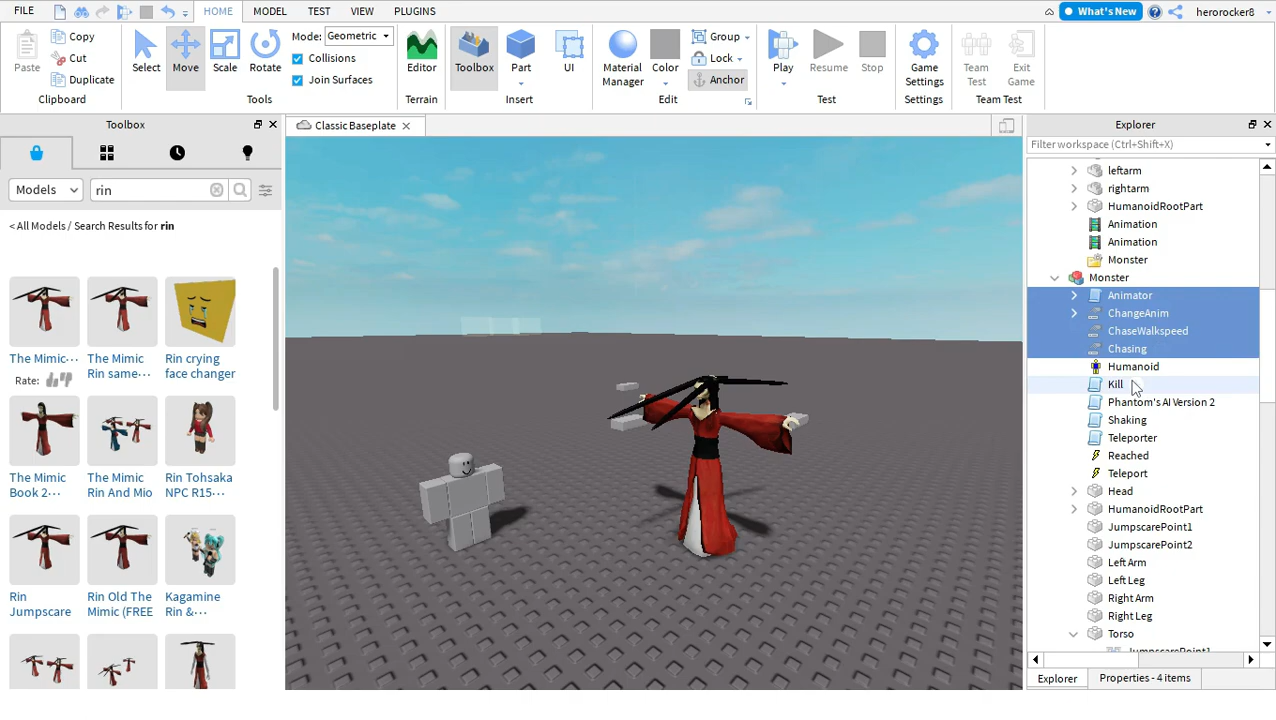 FILE
HOME
MODEL
TEST
VIEW
PLUGINS
What's New
herorocker8
Paste
Copy
Cut
Duplicate
Clipboard
Select
Move
Scale
Rotate
Mode: Geometric
Collisions
Join Surfaces
Tools
Editor
Terrain
Toolbox
Part
UI
Insert
Material Manager
Color
Group
Lock
Anchor
Edit
Play
Resume
Stop
Test
Game Settings
Settings
Team Test
Exit Game
Team Test
Toolbox
Models
rin
< All Models / Search Results for rin
The Mimic···
Rate:
The Mimic
Rin same···
Rin crying
face changer
The Mimic
Book 2···
The Mimic
Rin And Mio
Rin Tohsaka
NPC R15···
Rin
Jumpscare
Rin Old The
Mimic (FREE
Kagamine
Rin &···
Classic Baseplate
Explorer
Filter workspace (Ctrl+Shift+X)
leftarm
rightarm
HumanoidRootPart
Animation
Animation
Monster
Monster
Animator
ChangeAnim
ChaseWalkspeed
Chasing
Humanoid
Kill
Phantom's AI Version 2
Shaking
Teleporter
Reached
Teleport
Head
HumanoidRootPart
JumpscarePoint1
JumpscarePoint2
Left Arm
Left Leg
Right Arm
Right Leg
Torso
JumpscarePoint1
Explorer
Properties - 4 items